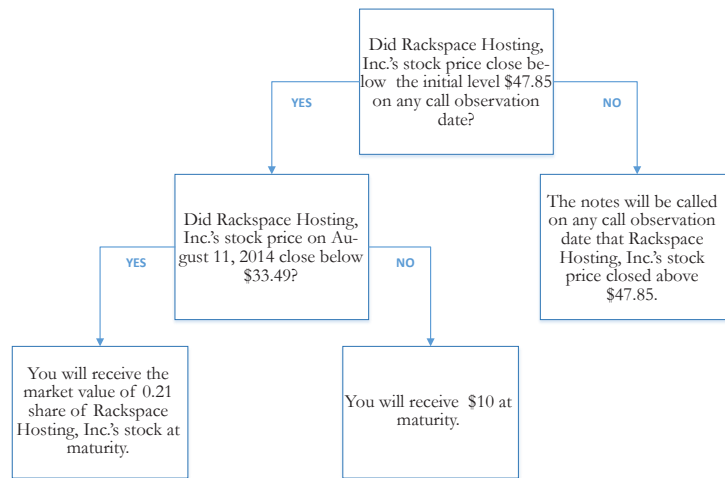 Did Rackspace Hosting,
Inc.'s stock price close be-
low the initial level $47.85
on any call observation
date?
YES
NO
Did Rackspace Hosting,
Inc.'s stock price on Au-
gust 11, 2014 close below
$33.49?
The notes will be called
on any call observation
date that Rackspace
Hosting, Inc.'s stock
price closed above
$47.85.
YES
NO
You will receive the
market value of 0.21
share of Rackspace
Hosting, Inc.'s stock at
maturity.
You will receive $10 at
maturity.